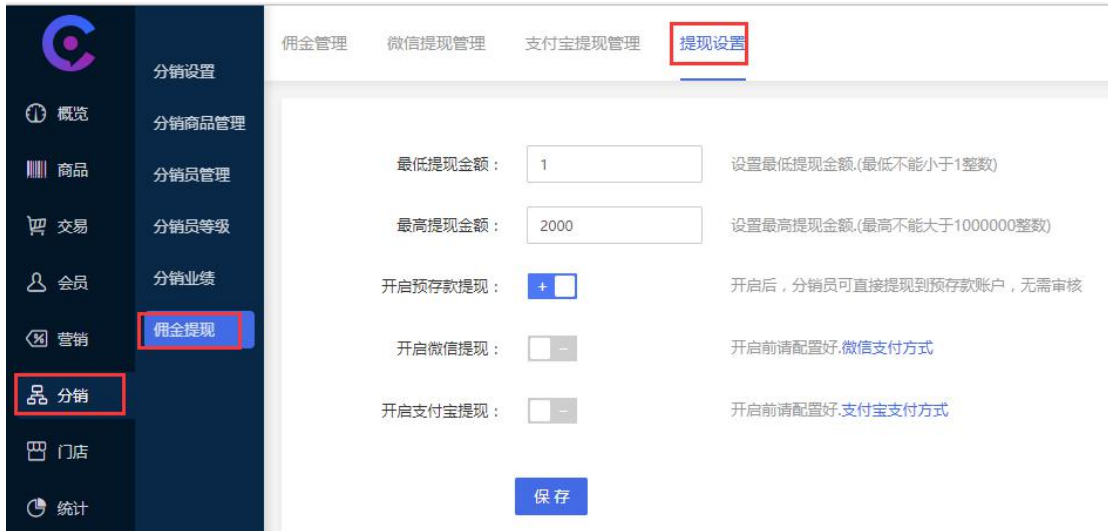 佣金管理 微信提现管理 支付宝提现管理 提现设置
概览
商品
交易
会员
营销
分销
门店
统计
分销设置
分销商品管理
分销员管理
分销员等级
分销业绩
佣金提现
最低提现金额： 1 设置最低提现金额.(最低不能小于1整数)
最高提现金额： 2000 设置最高提现金额.(最高不能大于1000000整数)
开启预存款提现： 开启后，分销员可直接提现到预存款账户，无需审核
开启微信提现： 开启前请配置好.微信支付方式
开启支付宝提现： 开启前请配置好.支付宝支付方式
保存